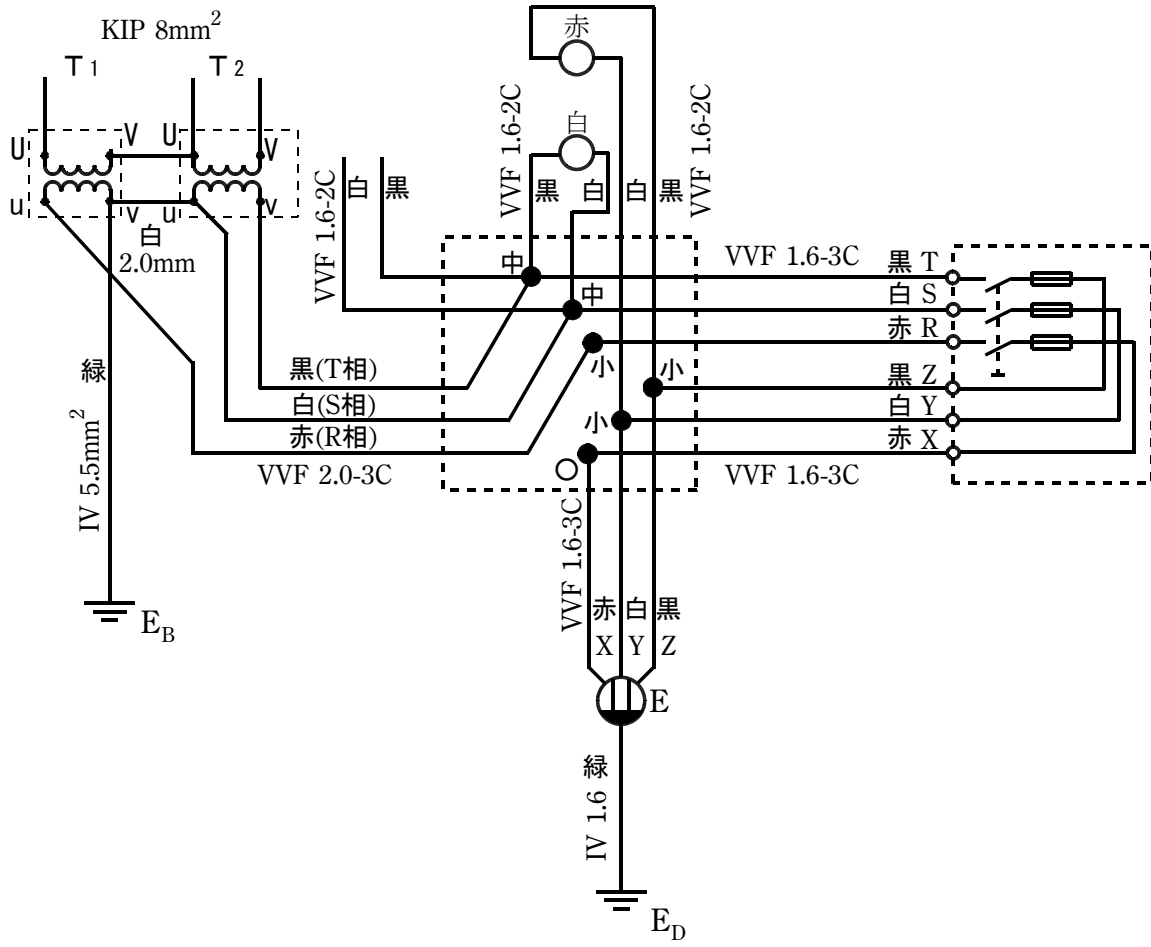 KIP 8mm²
T1
T2
U
V
U
V
u
v
u
v
白
2.0mm
緑
IV 5.5mm²
E_B
VVF 1.6-2C
白
黒
VVF 1.6-2C
赤
白
黒
白
白
黒
VVF 1.6-2C
中
中
小
小
小
○
黒(T相)
白(S相)
赤(R相)
VVF 2.0-3C
VVF 1.6-3C
黒 T
白 S
赤 R
黒 Z
白 Y
赤 X
VVF 1.6-3C
VVF 1.6-3C
赤
白
黒
X
Y
Z
E
緑
IV 1.6
E_D